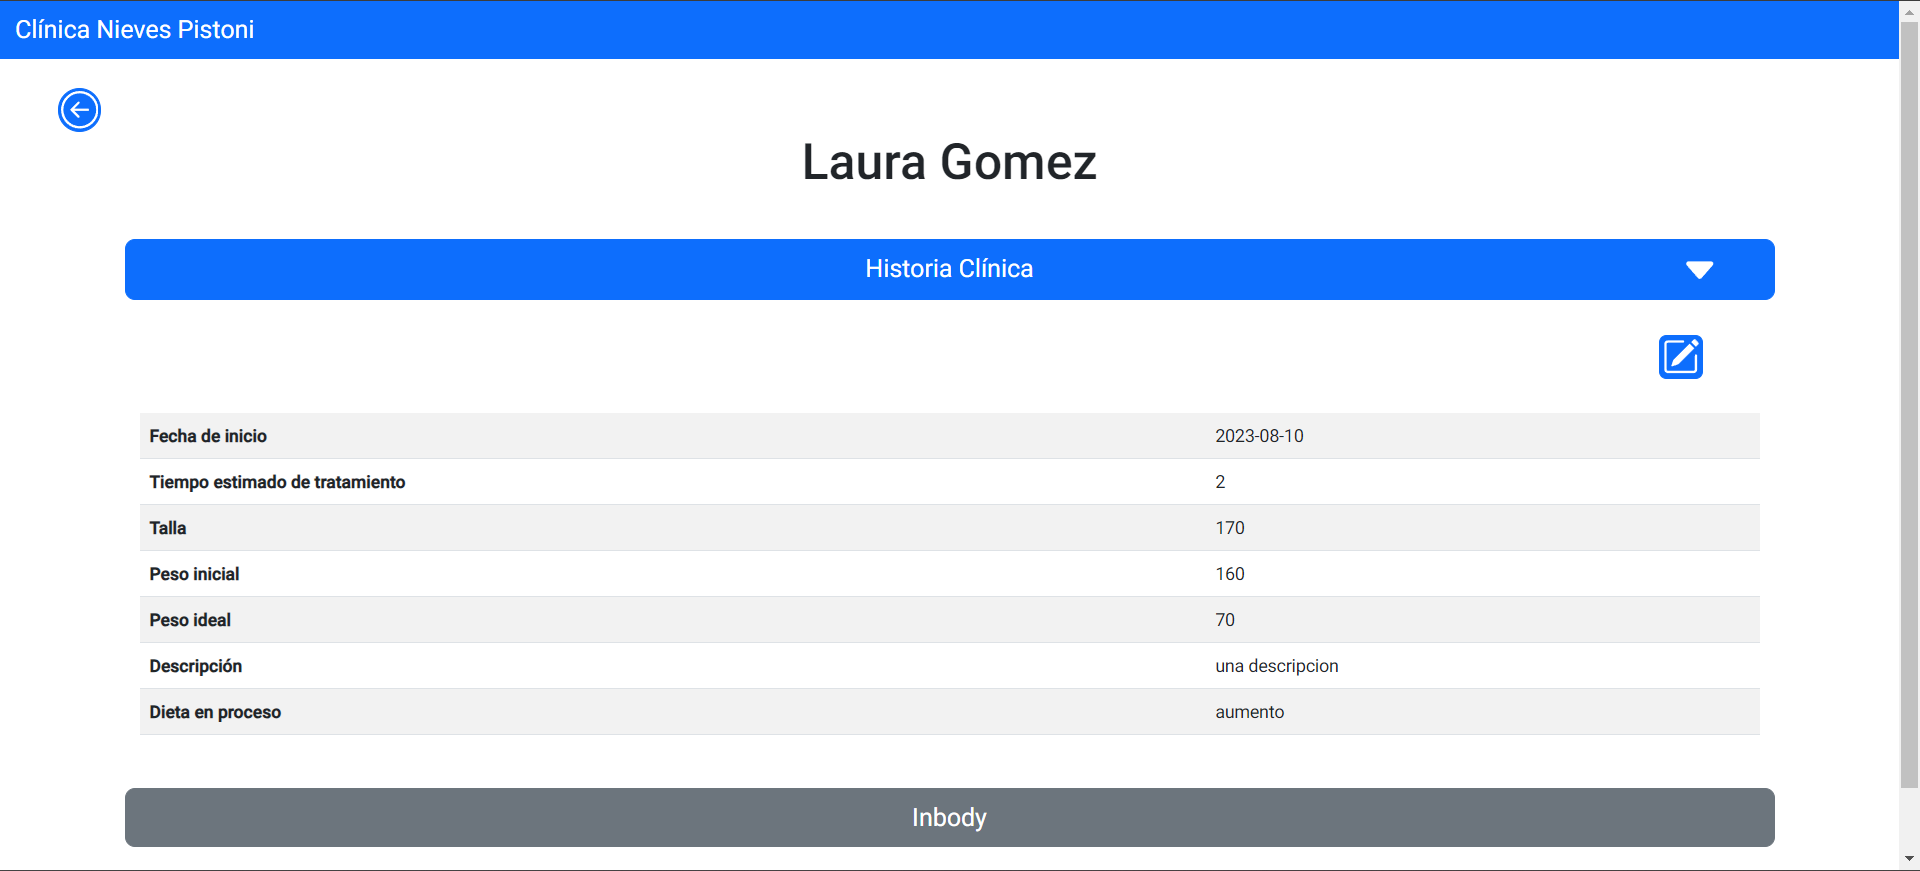 Clínica Nieves Pistoni
Laura Gomez
Historia Clínica
Fecha de inicio 2023-08-10
Tiempo estimado de tratamiento 2
Talla 170
Peso inicial 160
Peso ideal 70
Descripción una descripcion
Dieta en proceso aumento
Inbody